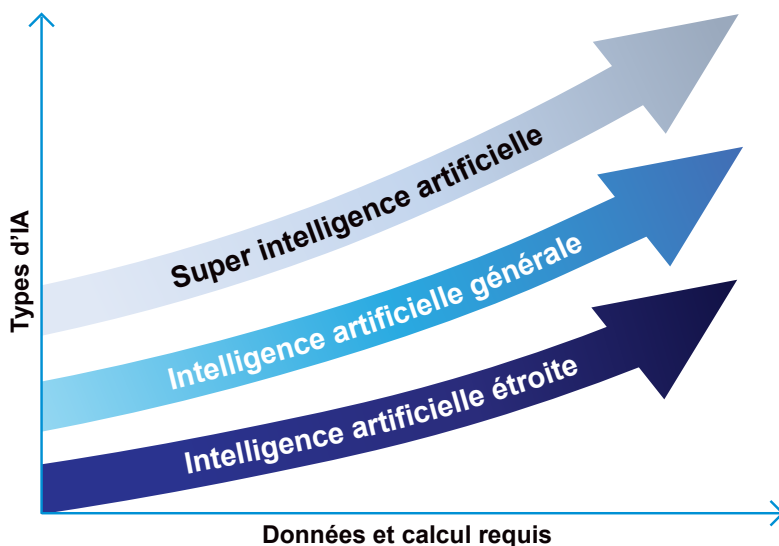 Types d'IA
Super intelligence artificielle
Intelligence artificielle générale
Intelligence artificielle étroite
Données et calcul requis